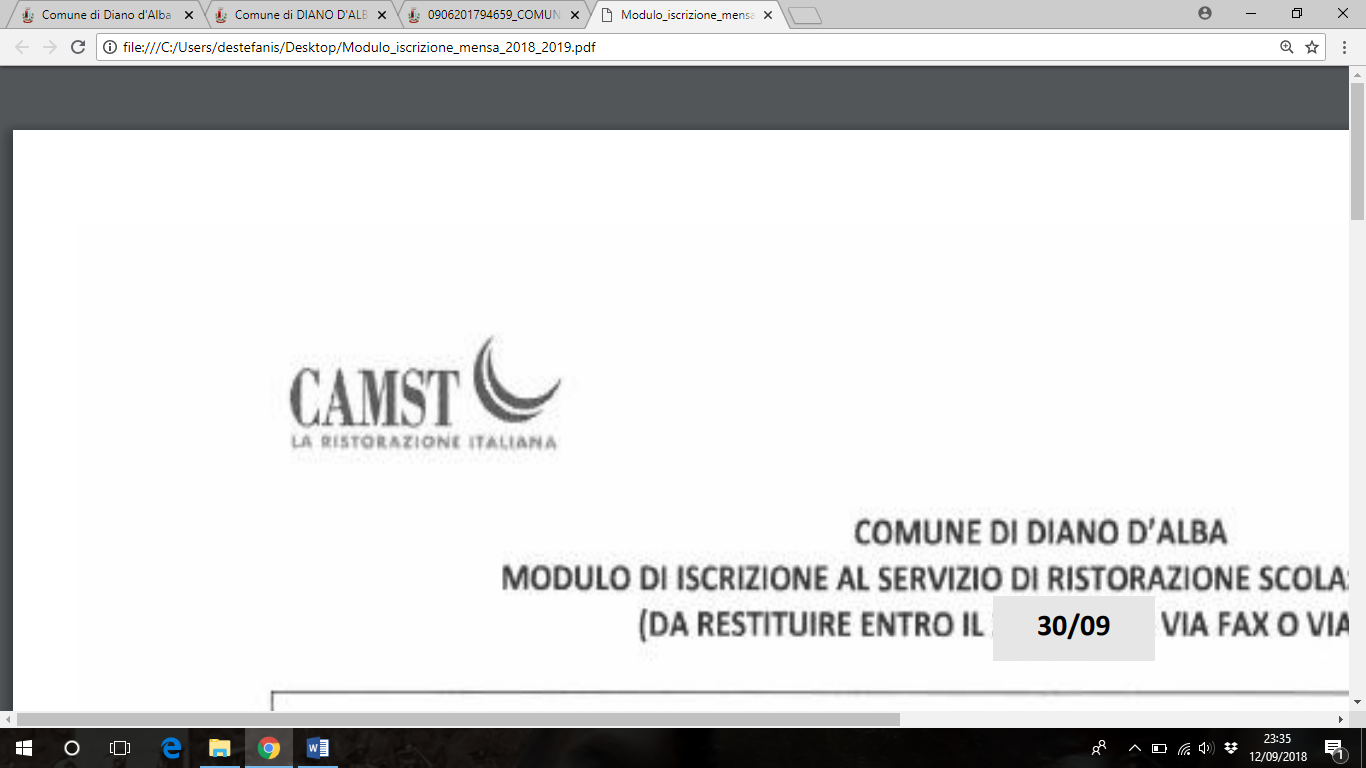 Comune di Diano d'Alba
Comune di DIANO D'ALB
0906201794659_COMUN
Modulo_iscrizione_mensa
file:///C:/Users/destefanis/Desktop/Modulo_iscrizione_mensa_2018_2019.pdf
CAMST
LA RISTORAZIONE ITALIANA
COMUNE DI DIANO D'ALBA
MODULO DI ISCRIZIONE AL SERVIZIO DI RISTORAZIONE SCOLA
(DA RESTITUIRE ENTRO IL 30/09 VIA FAX O VIA
23:35
12/09/2018
1